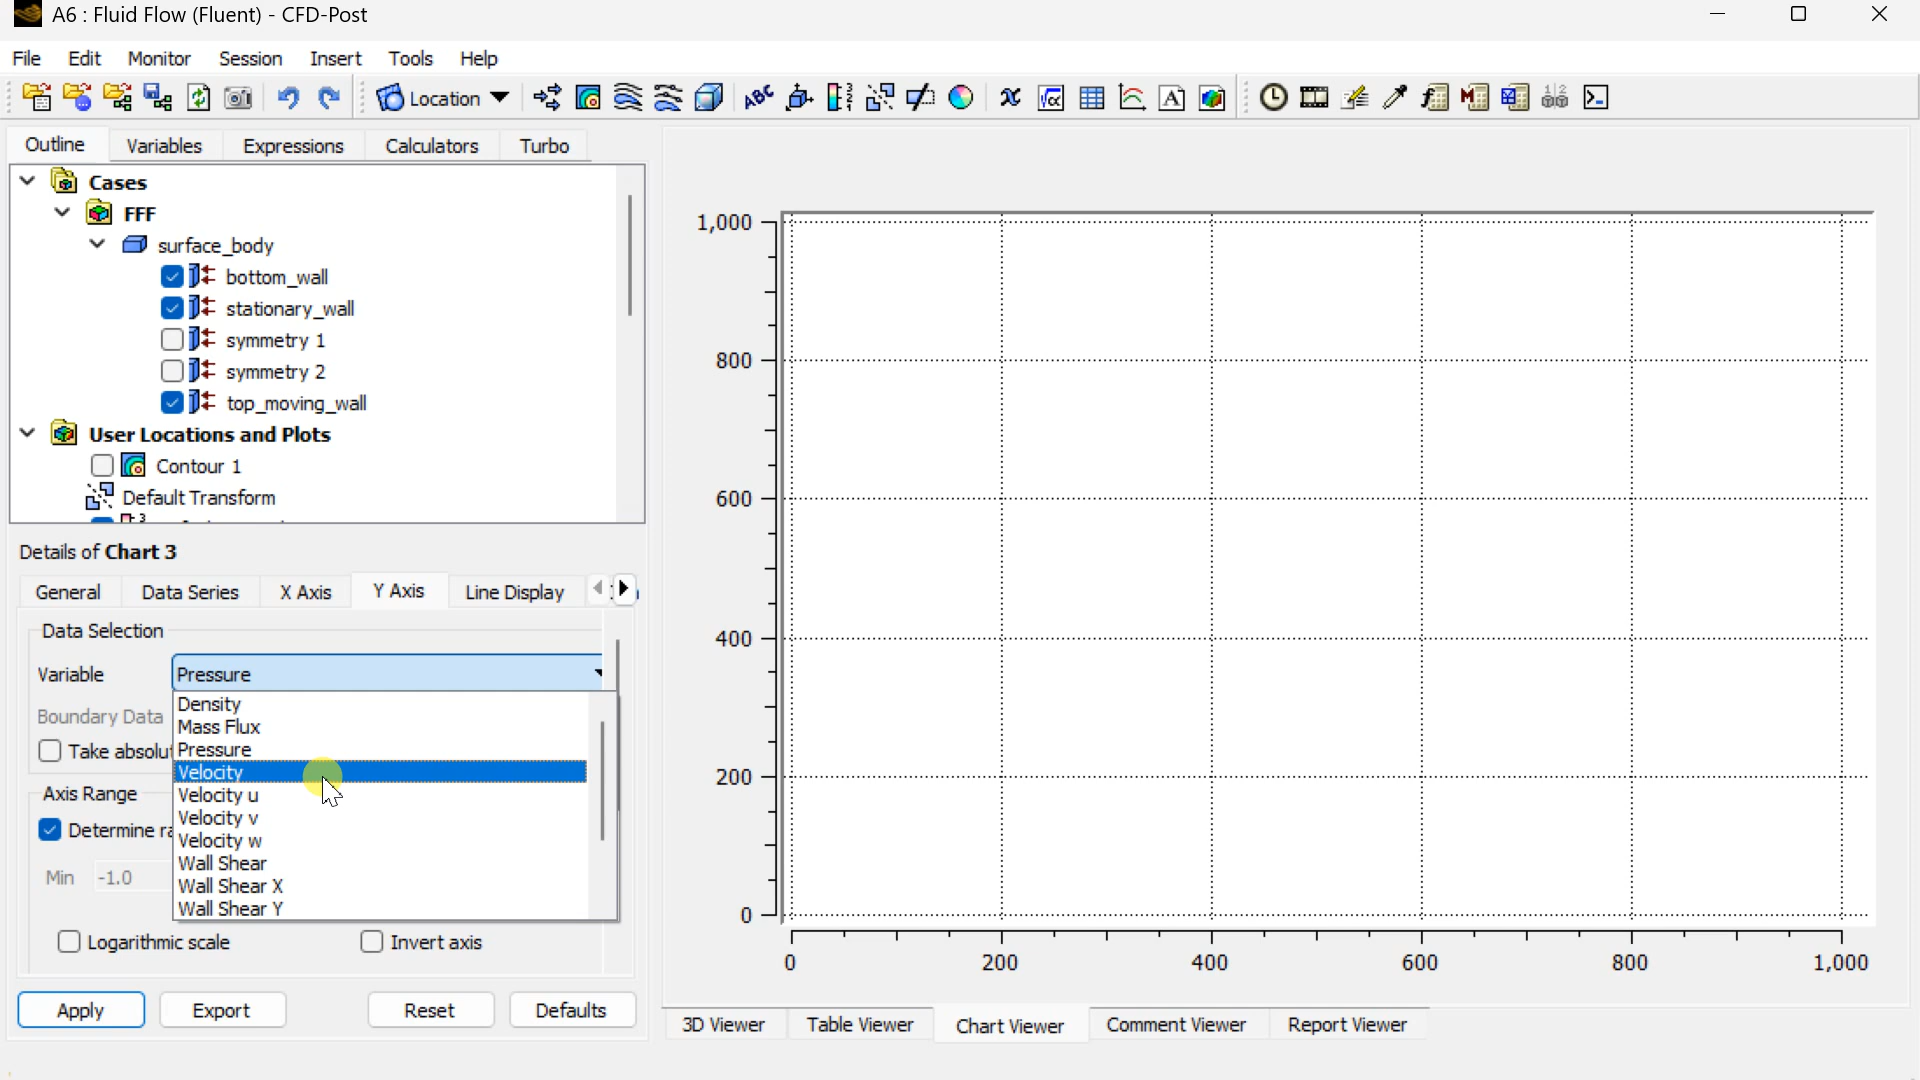 A6 : Fluid Flow (Fluent) - CFD-Post
File Edit Monitor Session Insert Tools Help
Location
Outline Variables Expressions Calculators Turbo
Cases
FFF
surface_body
bottom_wall
stationary_wall
symmetry 1
symmetry 2
top_moving_wall
User Locations and Plots
Contour 1
Default Transform
Details of Chart 3
General Data Series X Axis Y Axis Line Display
Data Selection
Variable Pressure
Boundary Data
Take absolut
Density
Mass Flux
Pressure
Velocity
Velocity u
Velocity v
Velocity w
Wall Shear
Wall Shear X
Wall Shear Y
Axis Range
Determine ra
Min -1.0
Logarithmic scale Invert axis
Apply Export Reset Defaults
1,000
800
600
400
200
0
0 200 400 600 800 1,000
3D Viewer Table Viewer Chart Viewer Comment Viewer Report Viewer